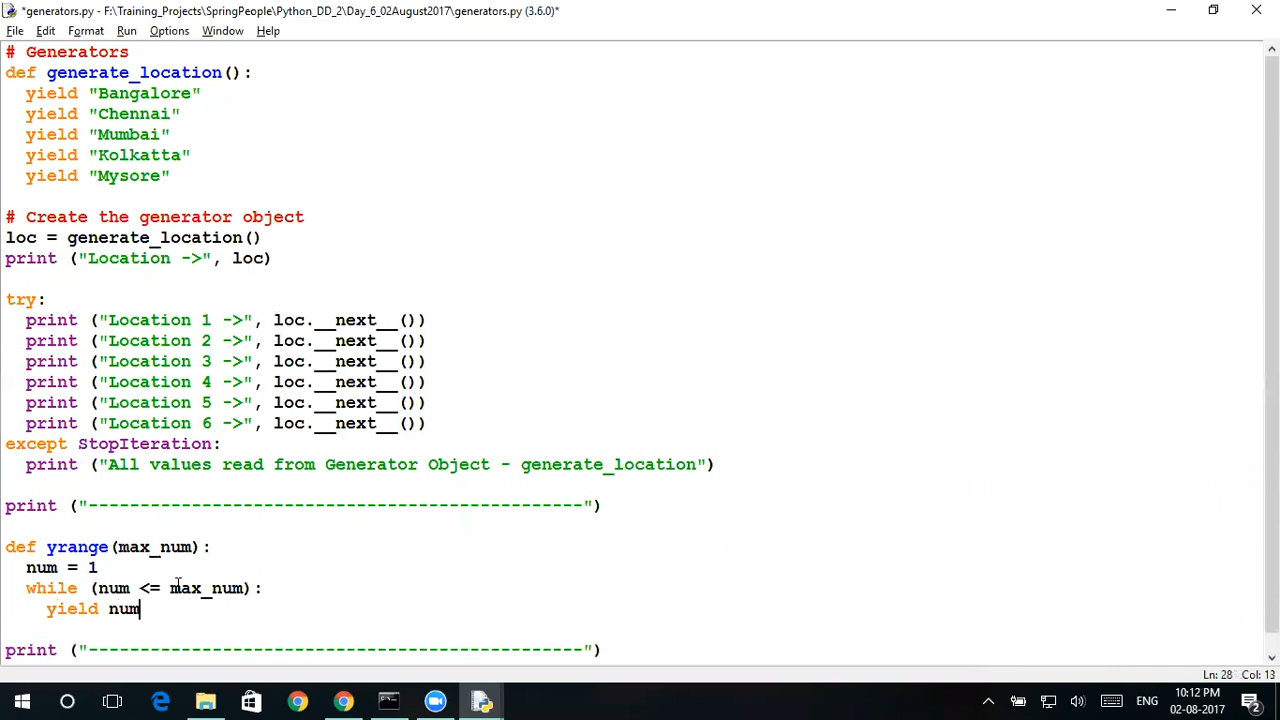 *generators.py - F:\Training_Projects\SpringPeople\Python_DD_2\Day_6_02August2017\generators.py (3.6.0)*
File Edit Format Run Options Window Help
# Generators
def generate_location():
  yield "Bangalore"
  yield "Chennai"
  yield "Mumbai"
  yield "Kolkatta"
  yield "Mysore"
# Create the generator object
loc = generate_location()
print ("Location ->", loc)
try:
  print ("Location 1 ->", loc.__next__())
  print ("Location 2 ->", loc.__next__())
  print ("Location 3 ->", loc.__next__())
  print ("Location 4 ->", loc.__next__())
  print ("Location 5 ->", loc.__next__())
  print ("Location 6 ->", loc.__next__())
except StopIteration:
  print ("All values read from Generator Object - generate_location")
print ("------------------------------------------------")
def yrange(max_num):
  num = 1
  while (num <= max_num):
    yield num
print ("------------------------------------------------")
Ln: 28 Col: 13
ENG
10:12 PM
02-08-2017
2